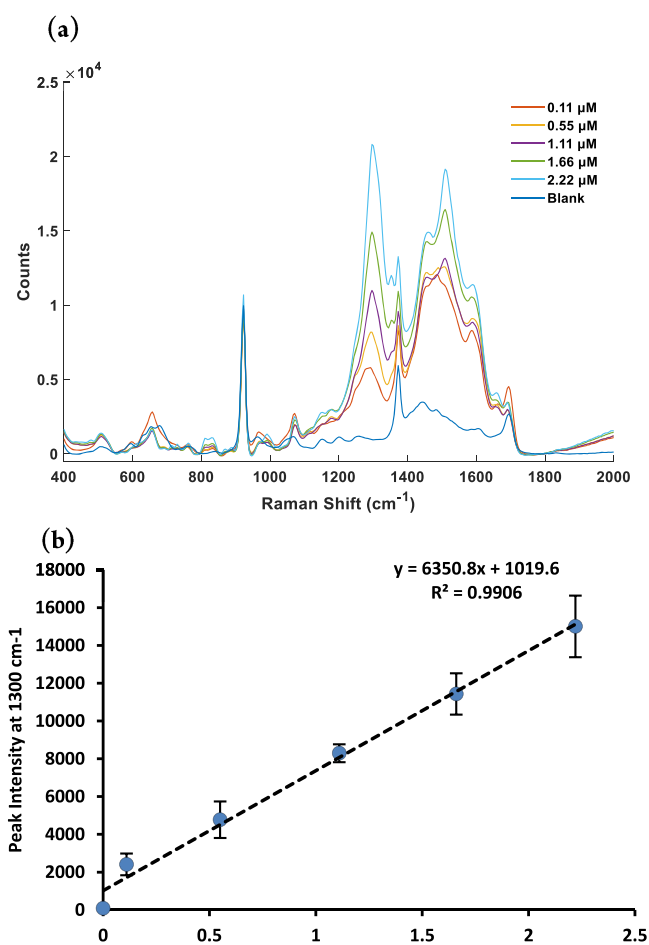 (a)
×10⁴
2.5
2
1.5
1
0.5
0
Counts
400 600 800 1000 1200 1400 1600 1800 2000
Raman Shift (cm⁻¹)
0.11 µM
0.55 µM
1.11 µM
1.66 µM
2.22 µM
Blank
(b)
y = 6350.8x + 1019.6
R² = 0.9906
18000
16000
14000
12000
10000
8000
6000
4000
2000
0
Peak Intensity at 1300 cm-1
0 0.5 1 1.5 2 2.5